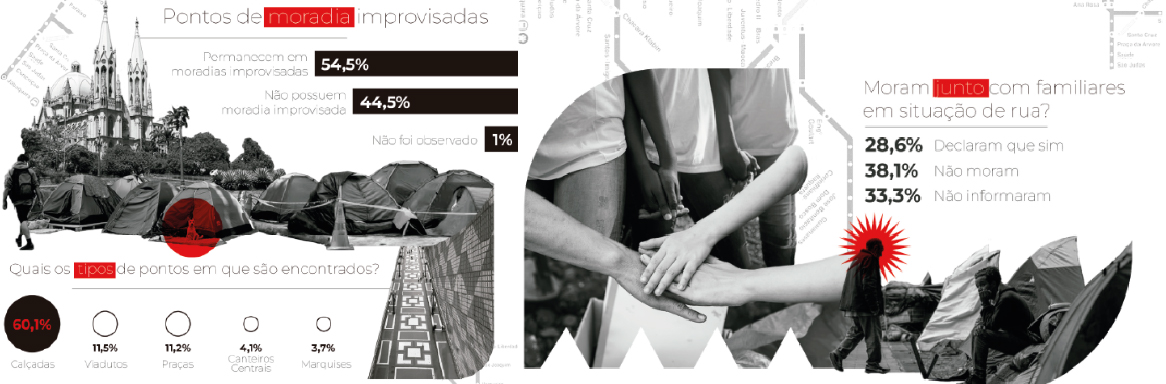 Pontos de moradia improvisadas
Permanecem em
moradias improvisadas
54,5%
Não possuem
moradia improvisada
44,5%
Não foi observado
1%
Quais os tipos de pontos em que são encontrados?
60,1%
Calçadas
11,5%
Viadutos
11,2%
Praças
4,1%
Canteiros
Centrais
3,7%
Marquises
Moram junto com familiares
em situação de rua?
28,6% Declaram que sim
38,1% Não moram
33,3% Não informaram